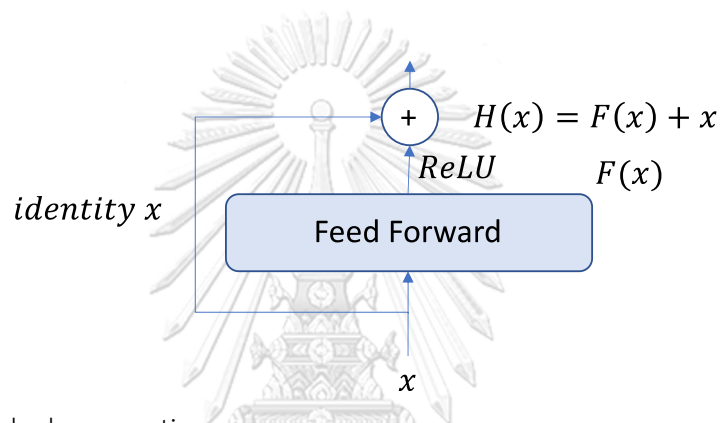 +
H(x) = F(x) + x
ReLU
F(x)
identity x
Feed Forward
x